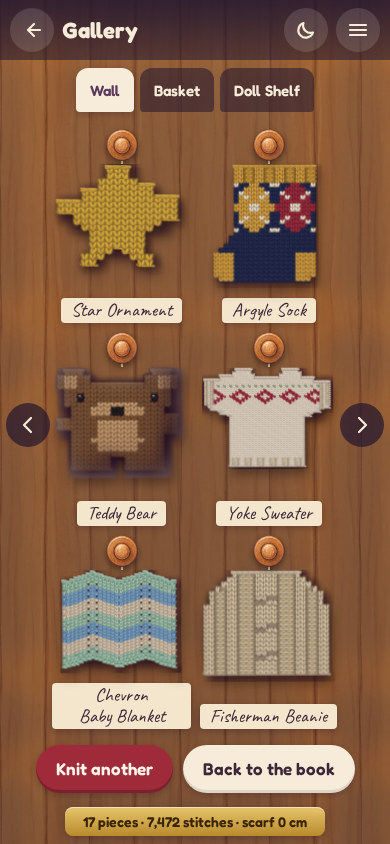 Gallery
Wall
Basket
Doll Shelf
Star Ornament
Argyle Sock
Teddy Bear
Yoke Sweater
Chevron
Baby Blanket
Fisherman Beanie
Knit another
Back to the book
17 pieces · 7,472 stitches · scarf 0 cm